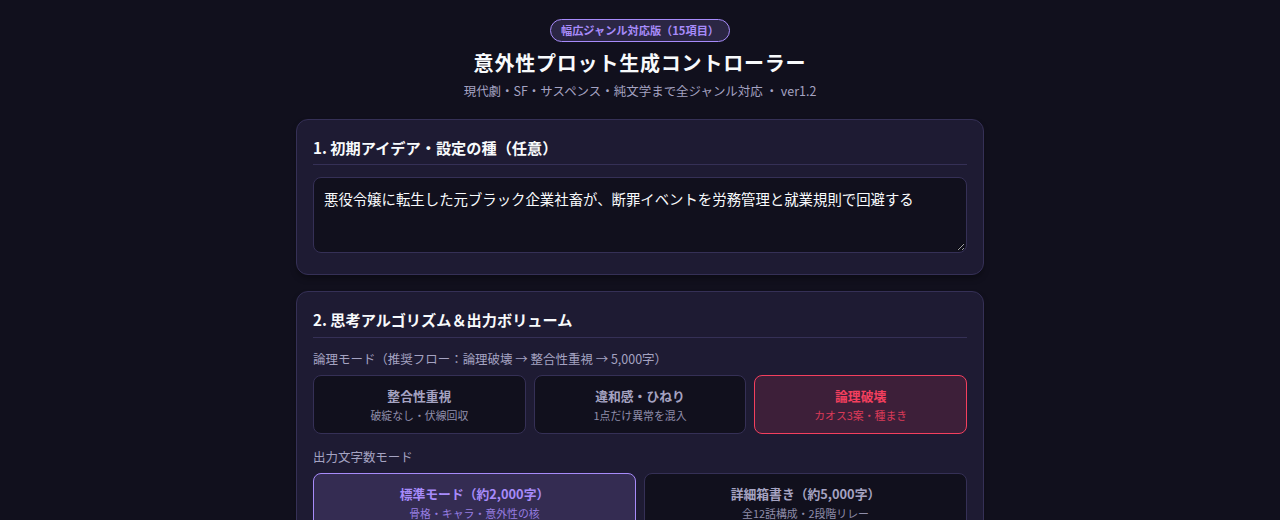 幅広ジャンル対応版（15項目）
意外性プロット生成コントローラー
現代劇・SF・サスペンス・純文学まで全ジャンル対応 ・ ver1.2
1. 初期アイデア・設定の種（任意）
悪役令嬢に転生した元ブラック企業社畜が、断罪イベントを労務管理と就業規則で回避する
2. 思考アルゴリズム＆出力ボリューム
論理モード（推奨フロー：論理破壊 → 整合性重視 → 5,000字）
整合性重視
破綻なし・伏線回収
違和感・ひねり
1点だけ異常を混入
論理破壊
カオス3案・種まき
出力文字数モード
標準モード（約2,000字）
骨格・キャラ・意外性の核
詳細箱書き（約5,000字）
全12話構成・2段階リレー